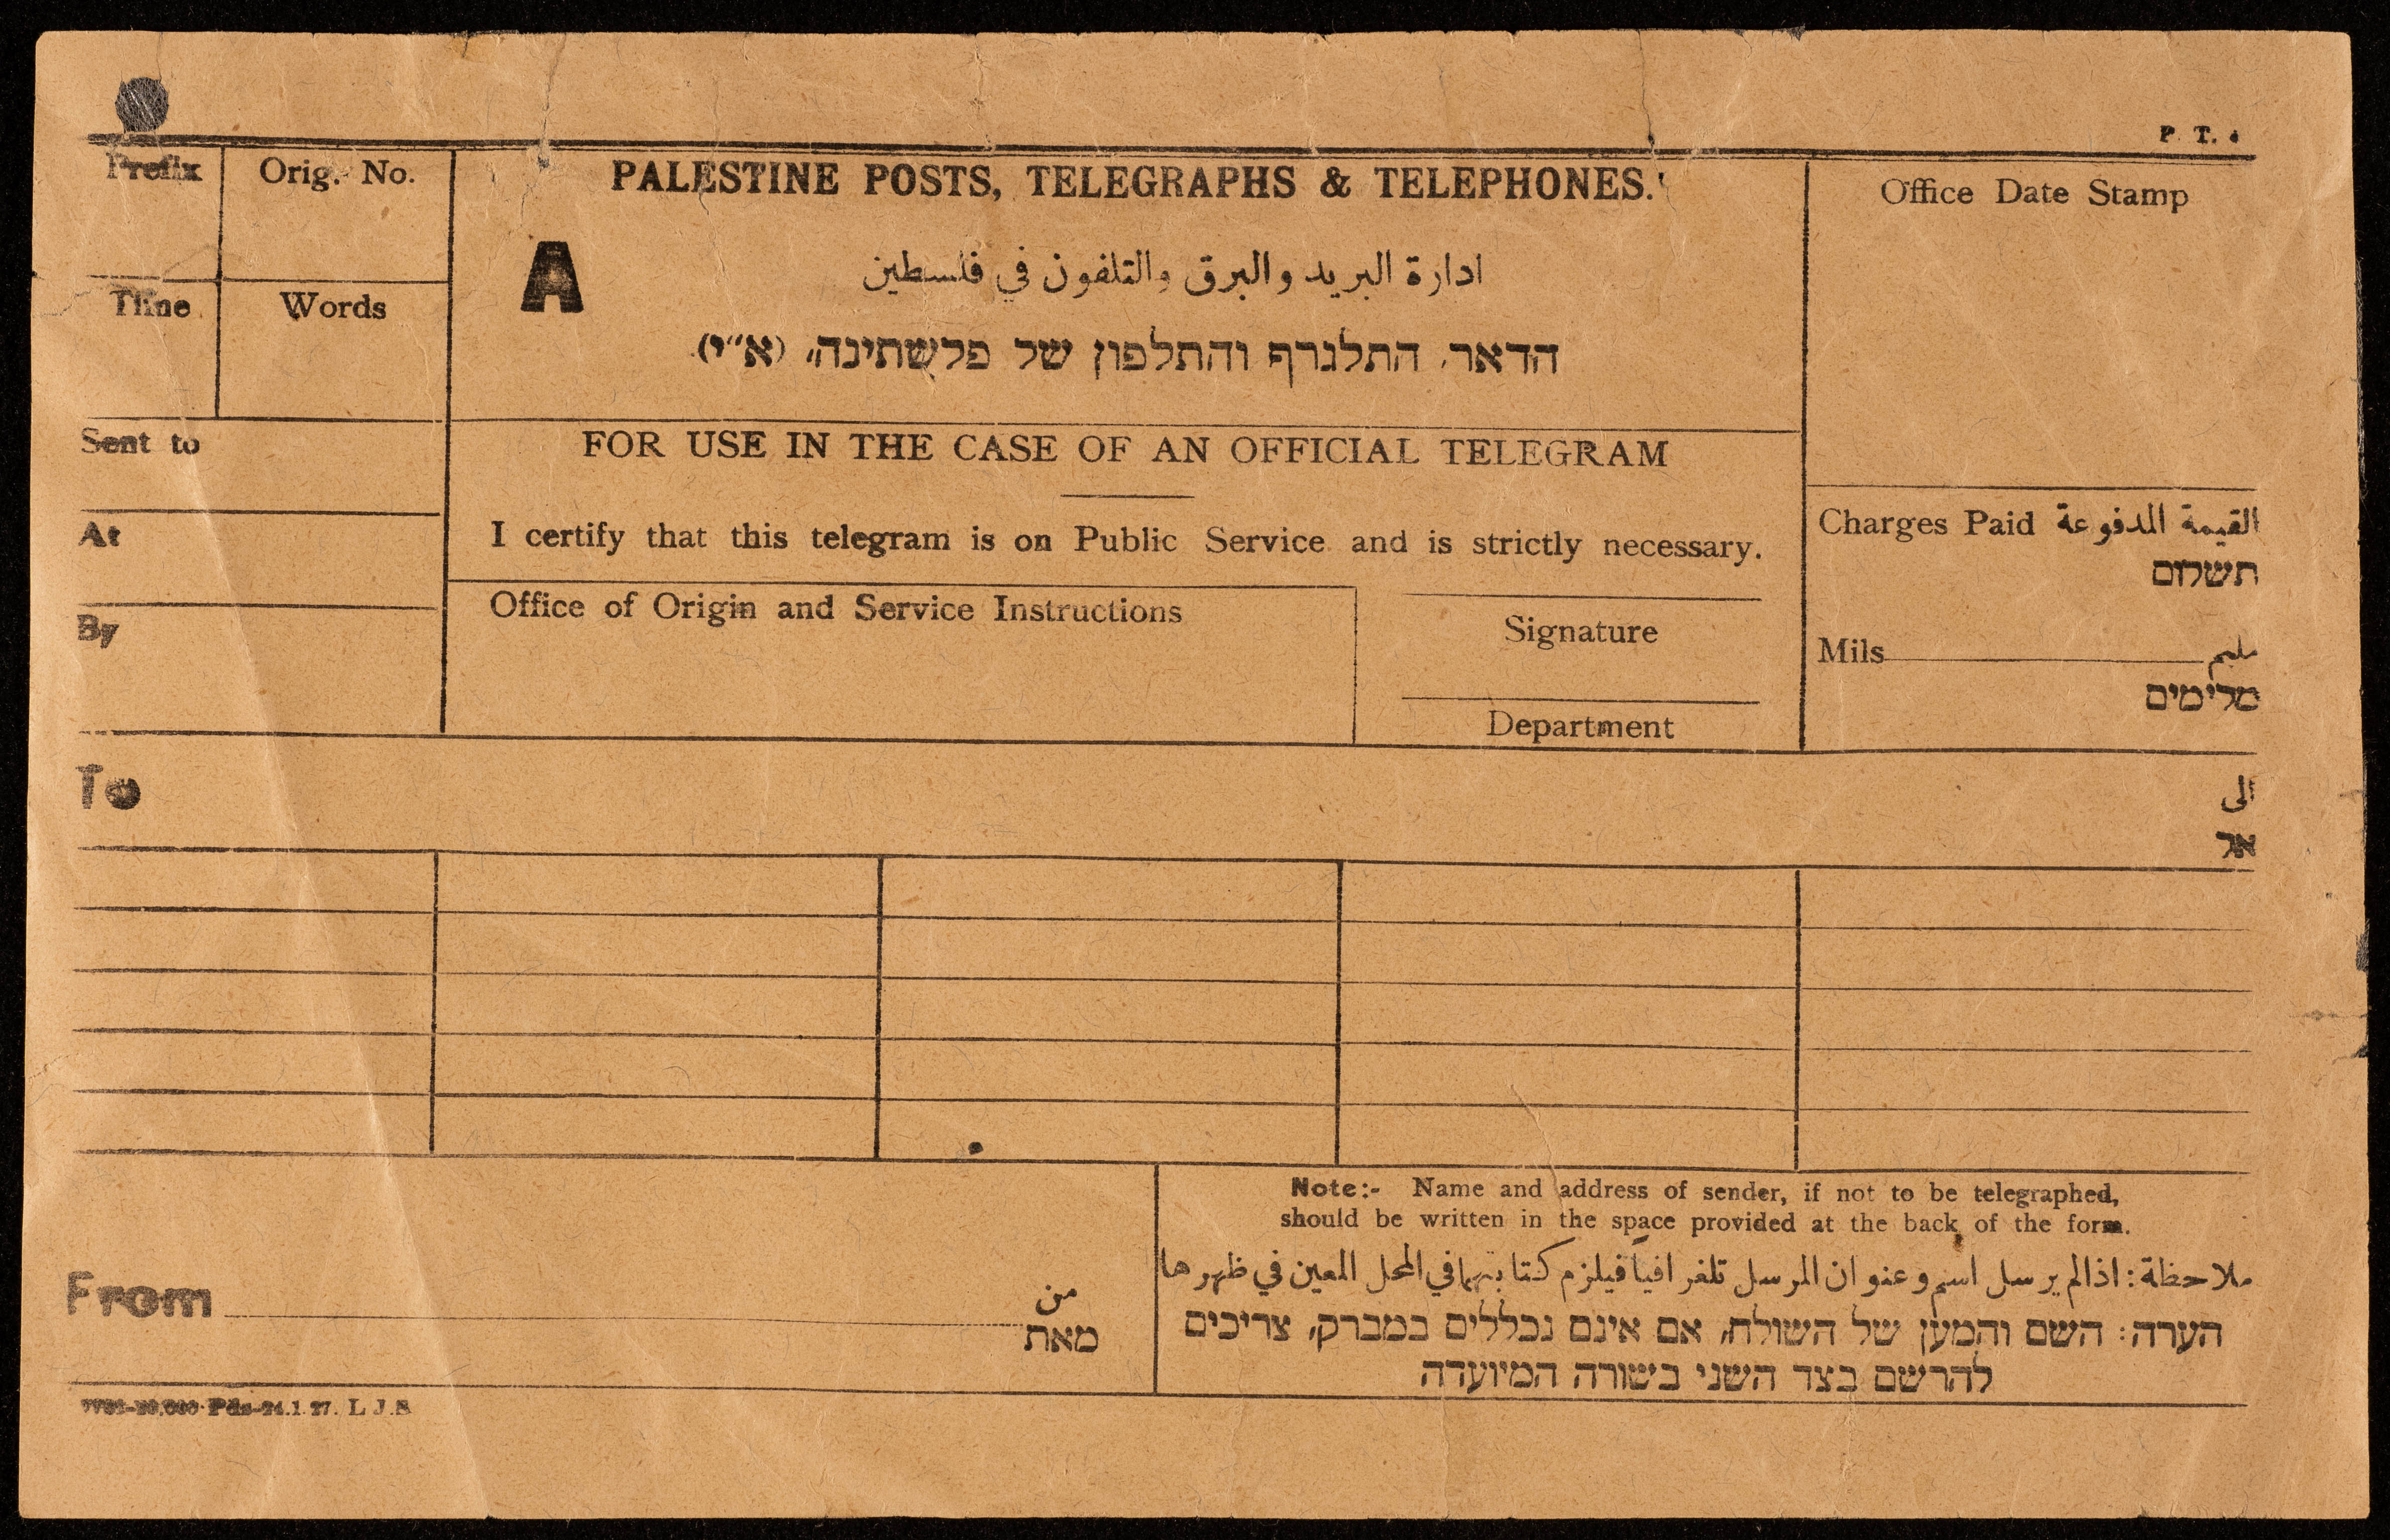 P. T.
Prefix
Orig. No.
PALESTINE POSTS, TELEGRAPHS & TELEPHONES.
Office Date Stamp
A
ادارة البريد والبرق والتلفون في فلسطين
Time
Words
הדאר, התלגרף והתלפון של פלשתינה, (א״י)
Sent to
FOR USE IN THE CASE OF AN OFFICIAL TELEGRAM
At
I certify that this telegram is on Public Service and is strictly necessary.
Charges Paid القيمة المدفوعة
תשלום
By
Office of Origin and Service Instructions
Signature
Mils مليم
מלימים
Department
To
الى
אל
Note:- Name and address of sender, if not to be telegraphed,
should be written in the space provided at the back of the form.
ملاحظة: اذالم يرسل اسم وعنوان المرسل تلغرافياً فيلزم كتابتهما في المحل المعين في ظهرها
הערה: השם והמען של השולח, אם אינם נכללים במברק, צריכים
להרשם בצד השני בשורה המיועדה
From
من
מאת
Pds-24.1.27. L.J.S.